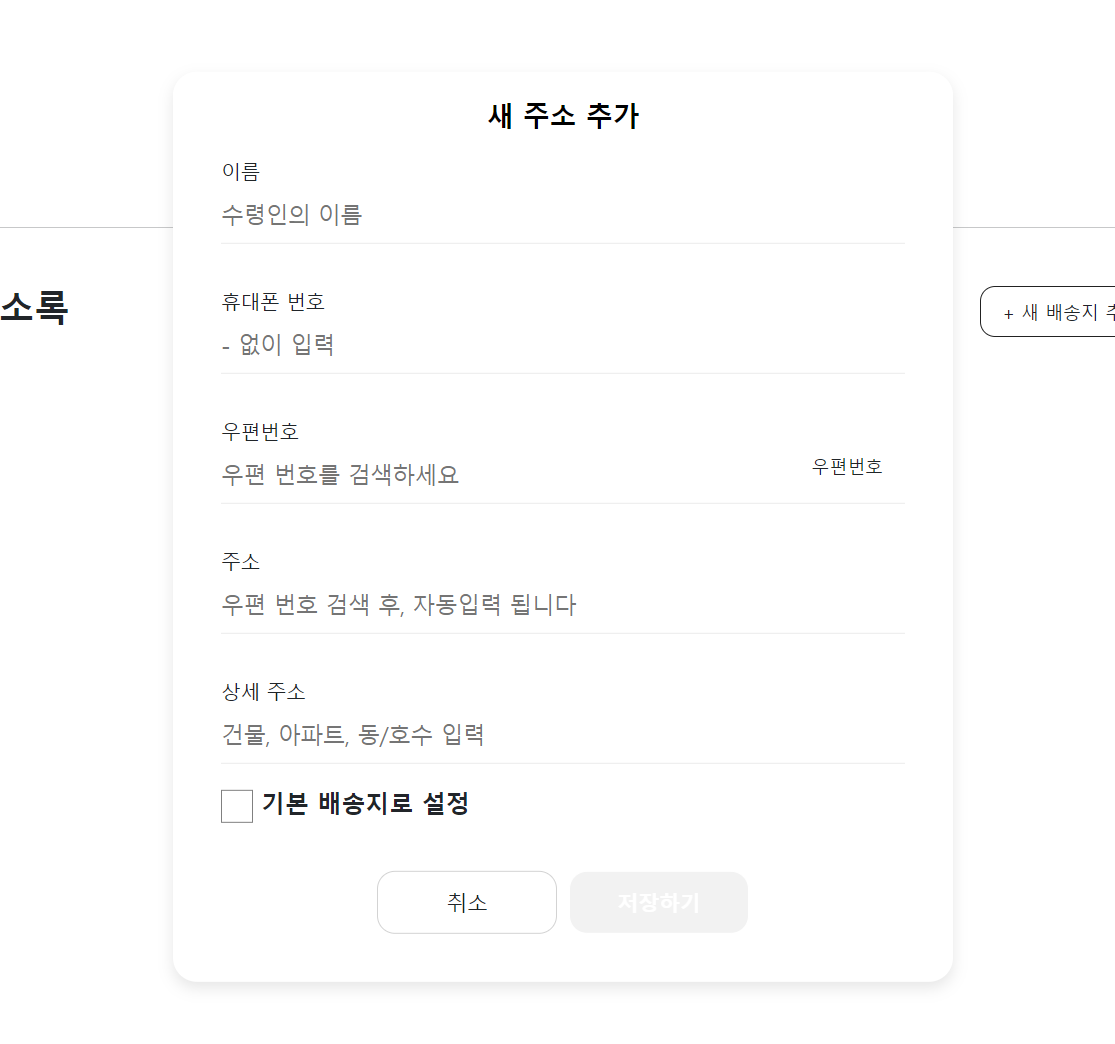 새 주소 추가
이름
수령인의 이름
소록
+ 새 배송지
휴대폰 번호
- 없이 입력
우편번호
우편 번호를 검색하세요
우편번호
주소
우편 번호 검색 후, 자동입력 됩니다
상세 주소
건물, 아파트, 동/호수 입력
기본 배송지로 설정
취소
저장하기